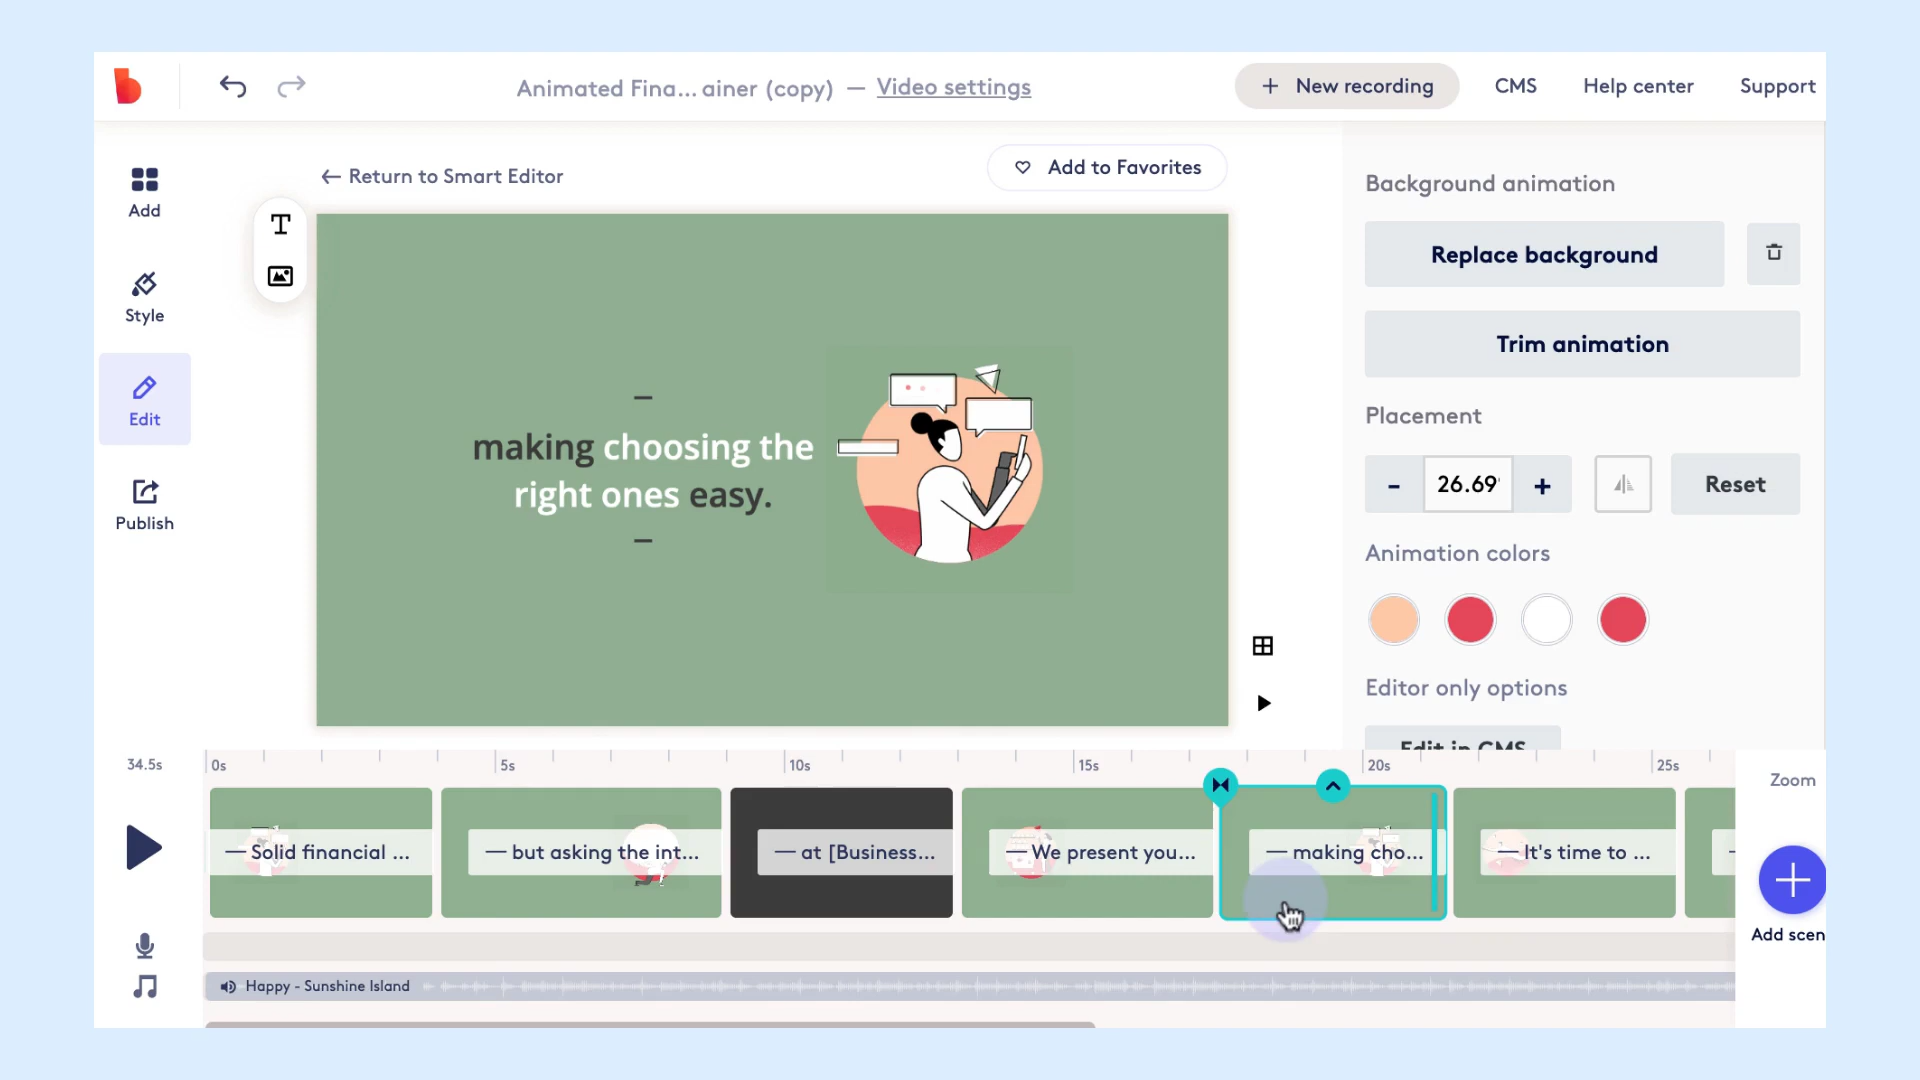 Animated Fina... ainer (copy) — Video settings
+ New recording
CMS
Help center
Support
Add
Style
Edit
Publish
← Return to Smart Editor
Add to Favorites
T
—
making choosing the
right ones easy.
—
Background animation
Replace background
Trim animation
Placement
- 26.69 +
Reset
Animation colors
Editor only options
Edit in CMS
34.5s
0s
5s
10s
15s
20s
25s
Zoom
— Solid financial ...
— but asking the int...
— at [Business...
— We present you...
— making cho...
— It's time to ...
Add scen
Happy - Sunshine Island